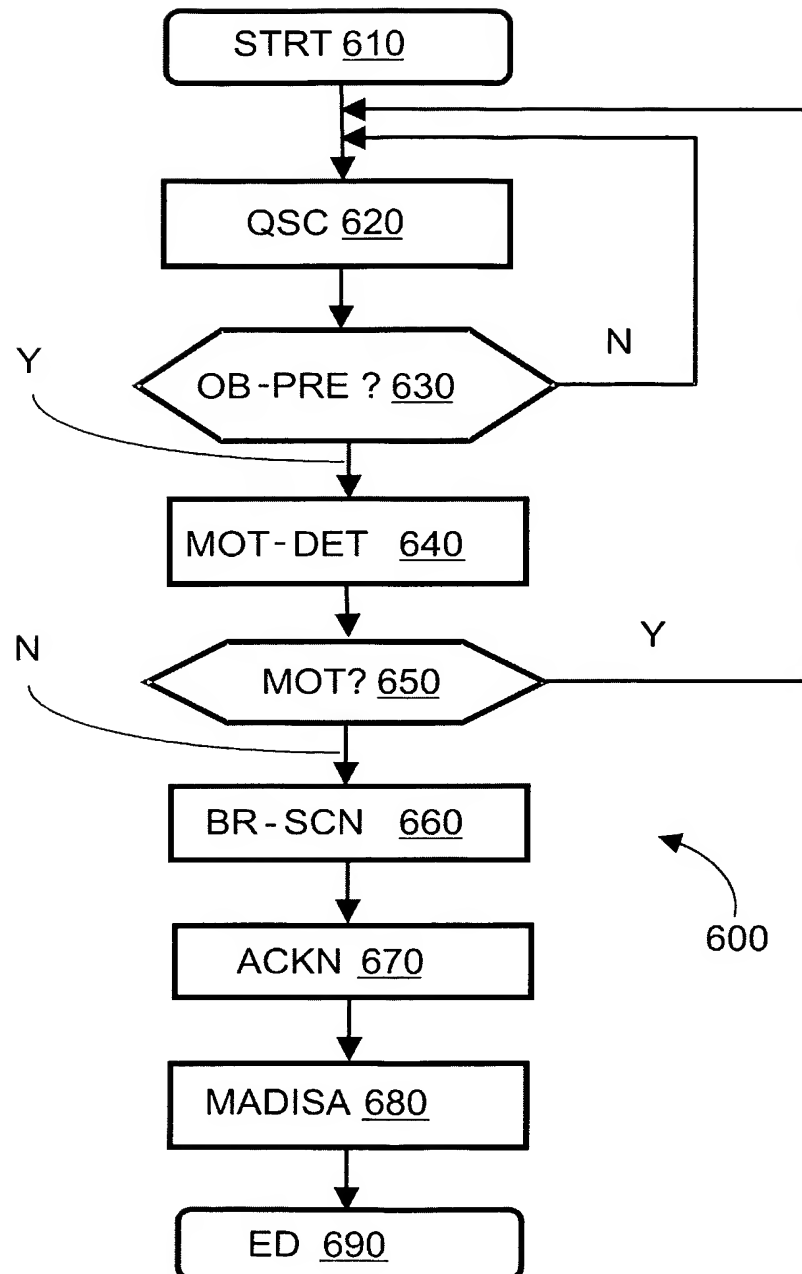 STRT 610
QSC 620
Y
N
OB-PRE ? 630
MOT-DET 640
N
Y
MOT? 650
BR-SCN 660
600
ACKN 670
MADISA 680
ED 690